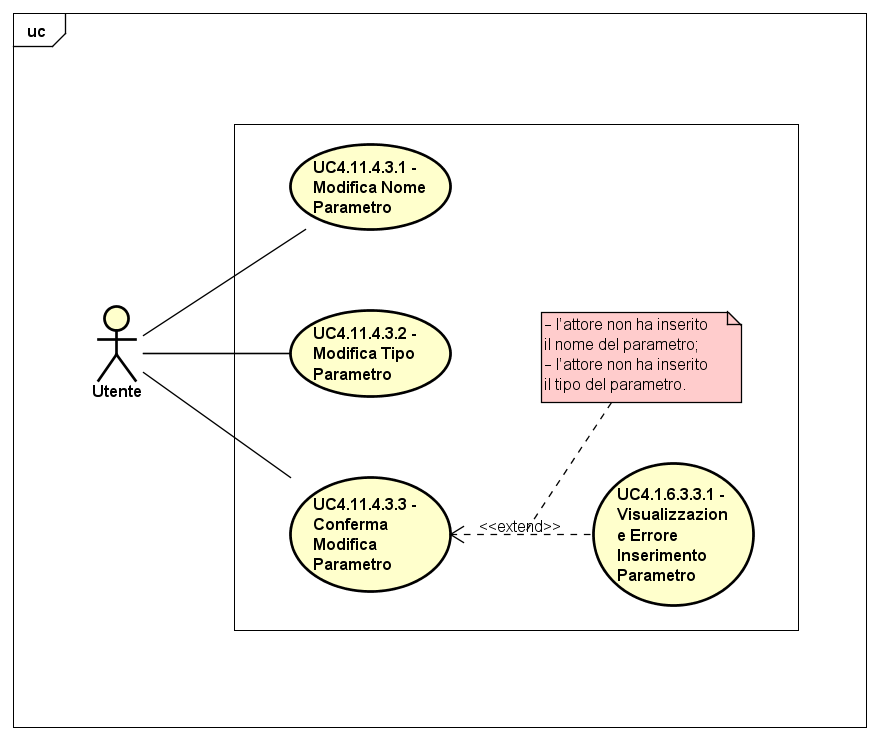 uc
UC4.11.4.3.1 -
Modifica Nome
Parametro
UC4.11.4.3.2 -
Modifica Tipo
Parametro
– l'attore non ha inserito
il nome del parametro;
– l'attore non ha inserito
il tipo del parametro.
Utente
UC4.11.4.3.3 -
Conferma
Modifica
Parametro
<<extend>>
UC4.1.6.3.3.1 -
Visualizzazion
e Errore
Inserimento
Parametro